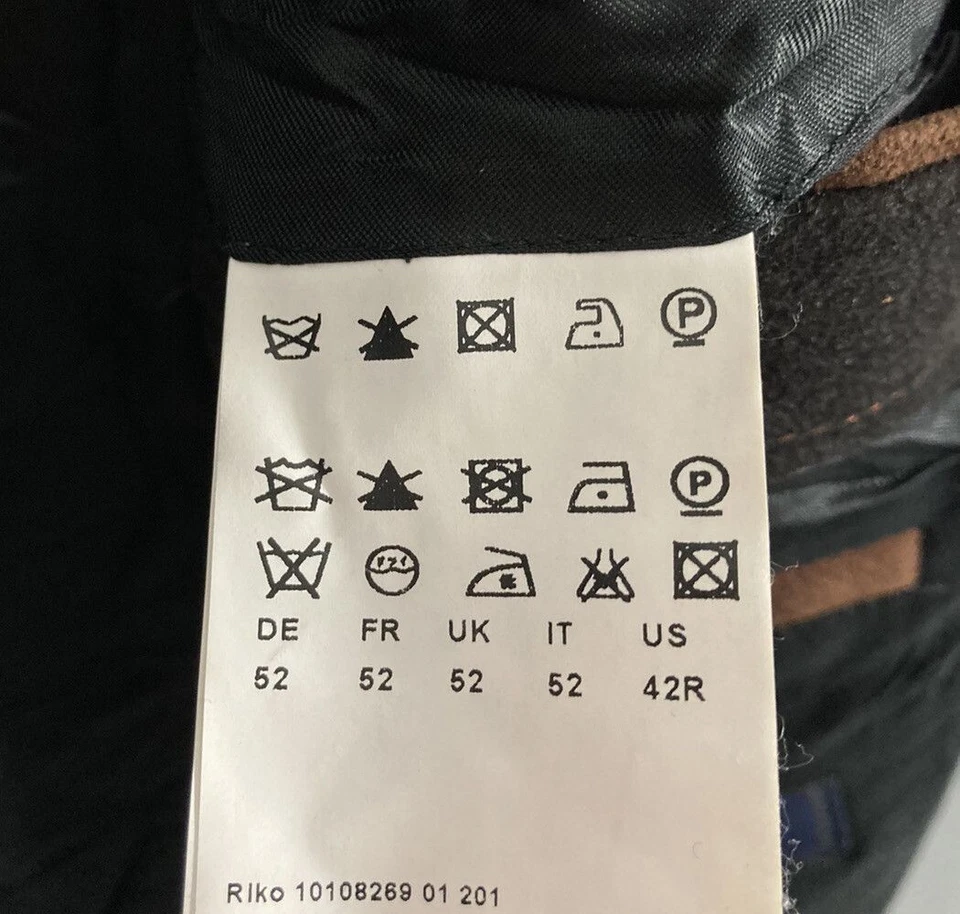 P
P
DE FR UK IT US
52 52 52 52 42R
Riko 10108269 01 201